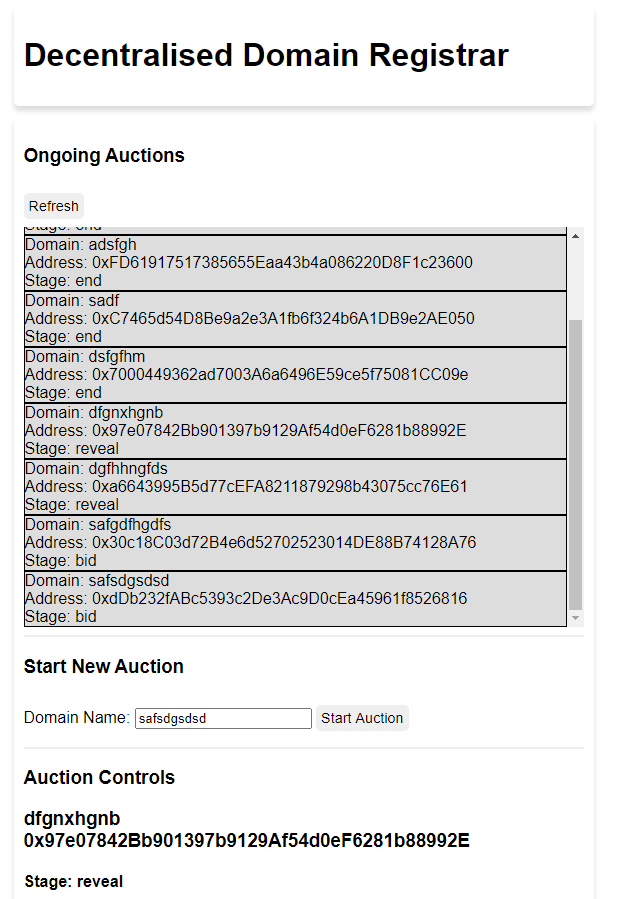 Decentralised Domain Registrar
Ongoing Auctions
Refresh
Stage: end
Domain: adsfgh
Address: 0xFD61917517385655Eaa43b4a086220D8F1c23600
Stage: end
Domain: sadf
Address: 0xC7465d54D8Be9a2e3A1fb6f324b6A1DB9e2AE050
Stage: end
Domain: dsfgfhm
Address: 0x7000449362ad7003A6a6496E59ce5f75081CC09e
Stage: end
Domain: dfgnxhgnb
Address: 0x97e07842Bb901397b9129Af54d0eF6281b88992E
Stage: reveal
Domain: dgfhhngfds
Address: 0xa6643995B5d77cEFA8211879298b43075cc76E61
Stage: reveal
Domain: safgdfhgdfs
Address: 0x30c18C03d72B4e6d52702523014DE88B74128A76
Stage: bid
Domain: safsdgsdsd
Address: 0xdDb232fABc5393c2De3Ac9D0cEa45961f8526816
Stage: bid
Start New Auction
Domain Name: safsdgsdsd Start Auction
Auction Controls
dfgnxhgnb
0x97e07842Bb901397b9129Af54d0eF6281b88992E
Stage: reveal